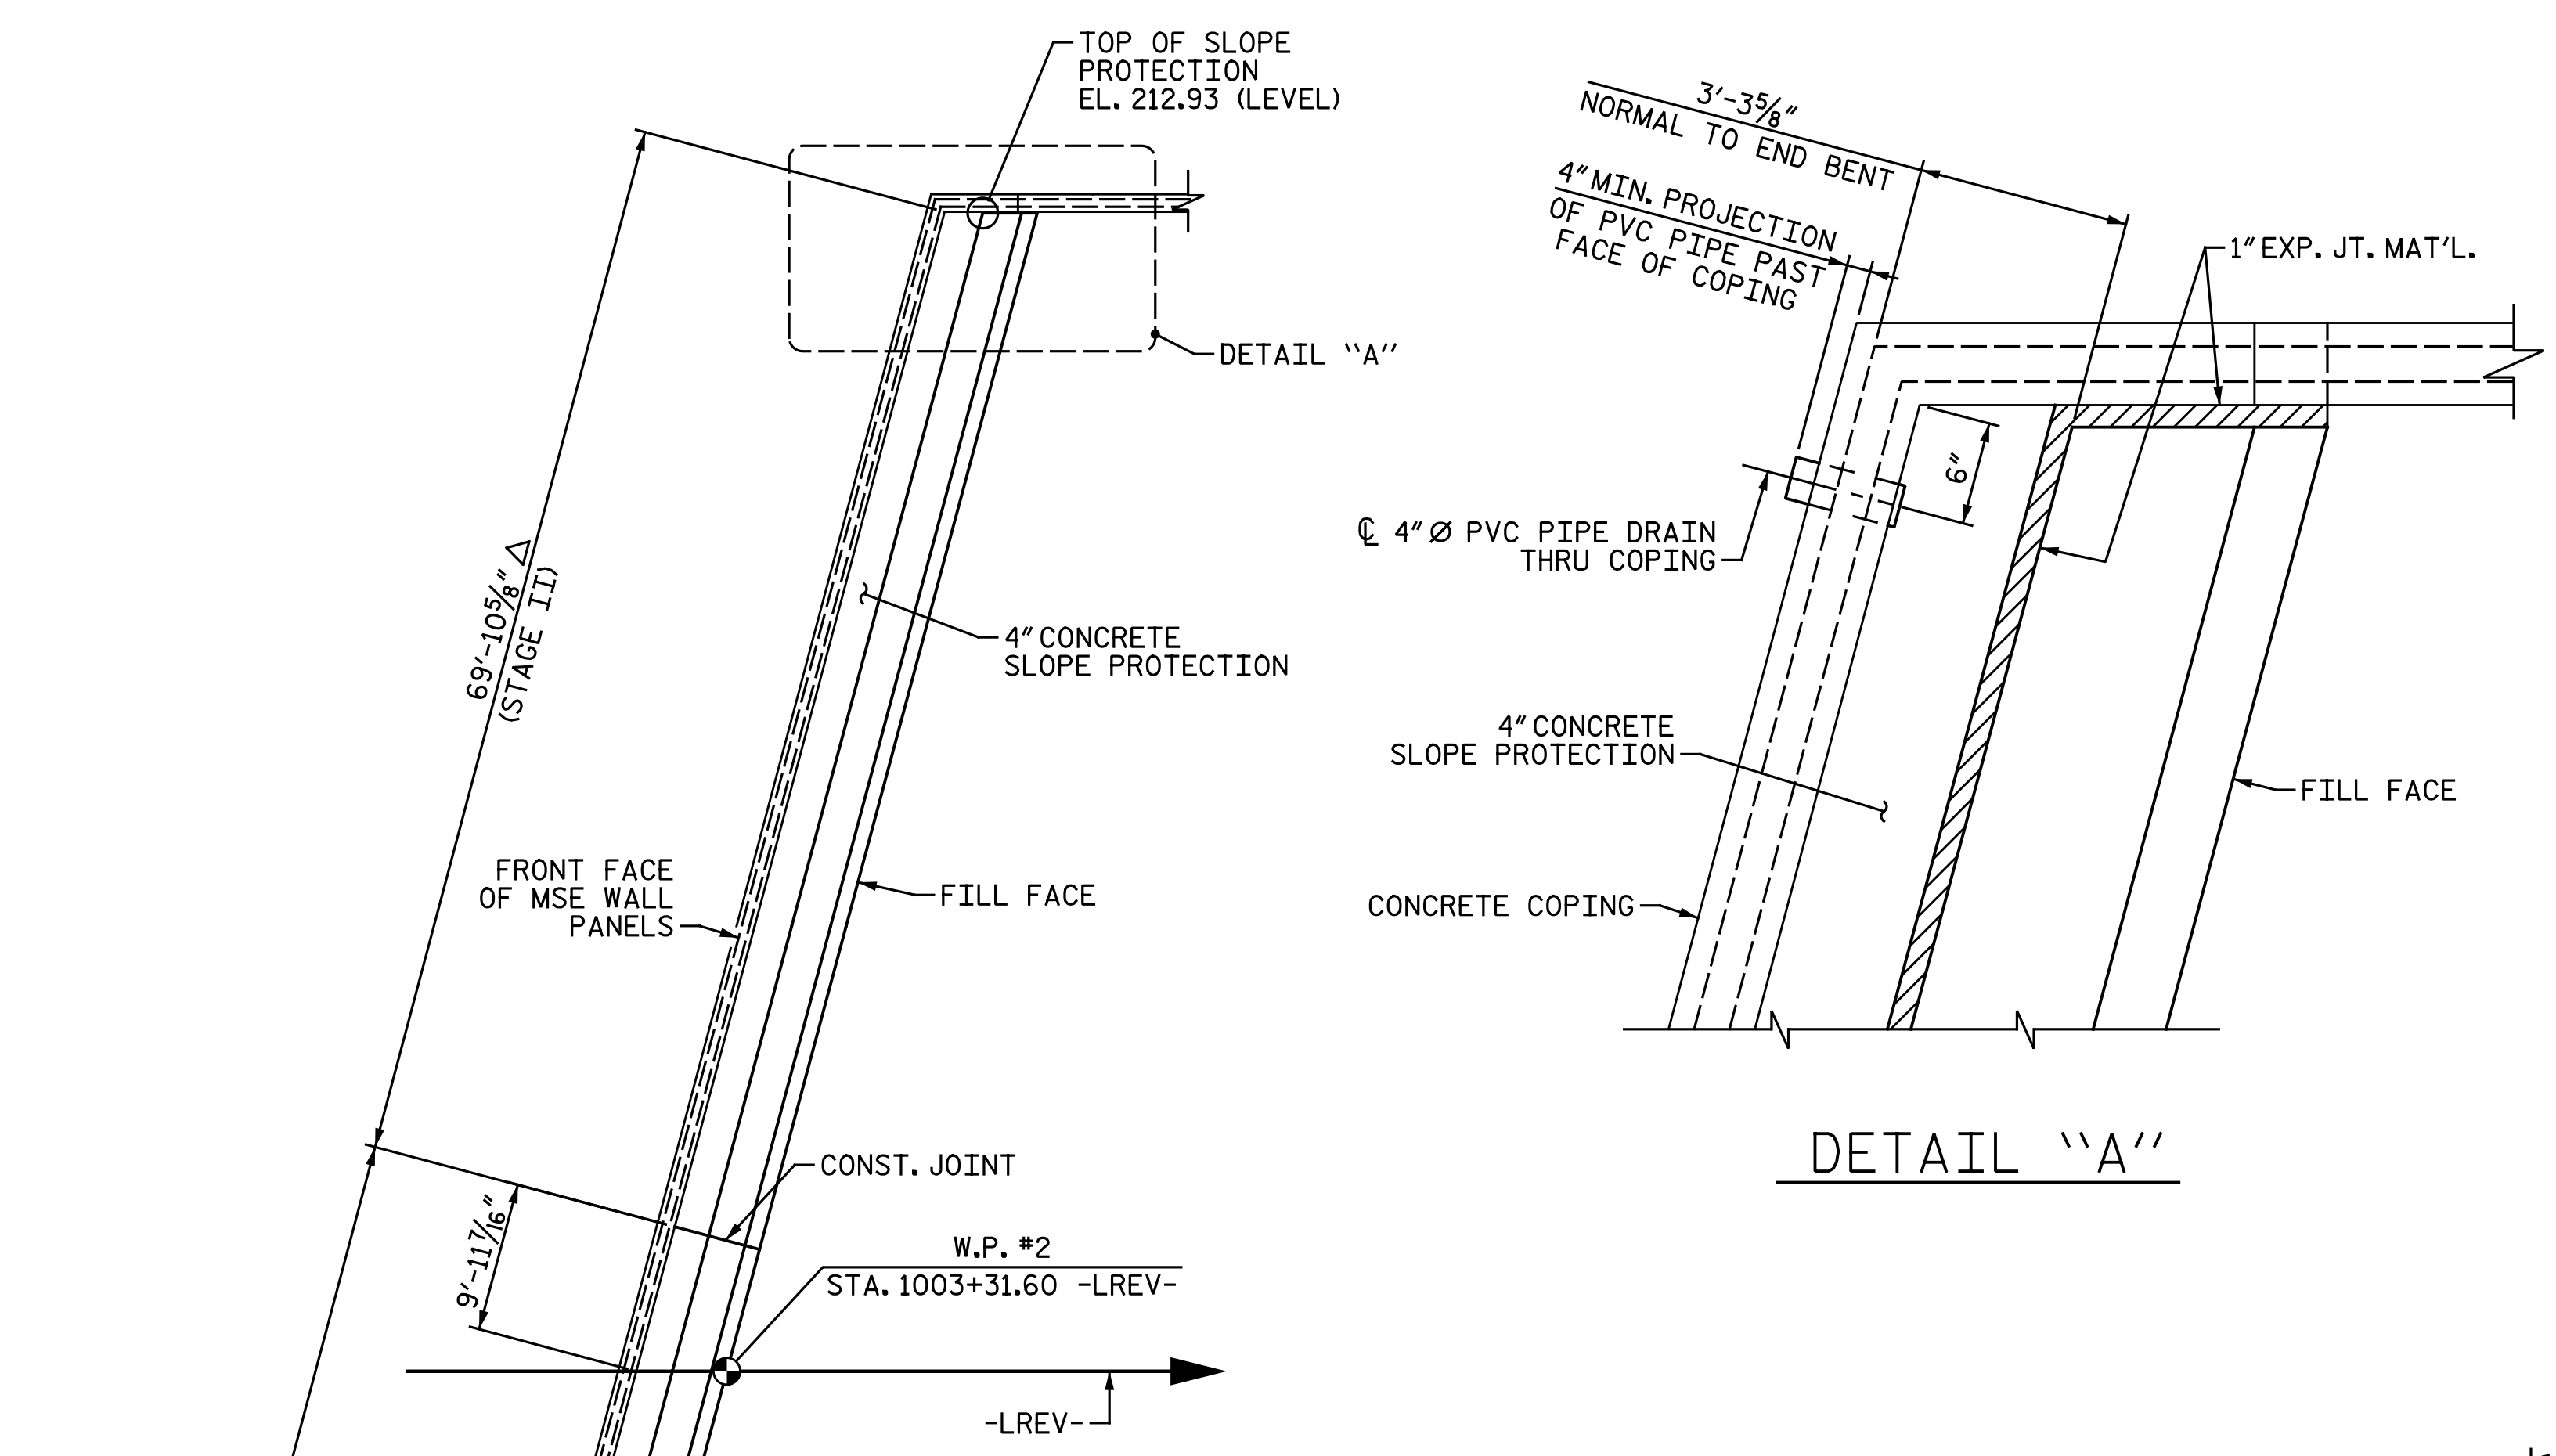 TOP OF SLOPE
PROTECTION
EL. 212.93 (LEVEL)
DETAIL "A"
69'-10⅝" △
(STAGE II)
4" CONCRETE
SLOPE PROTECTION
FRONT FACE
OF MSE WALL
PANELS
FILL FACE
CONST. JOINT
9'-11 7/16"
W.P. #2
STA. 1003+31.60 -LREV-
-LREV-
3'-3⅝"
NORMAL TO END BENT
4" MIN. PROJECTION
OF PVC PIPE PAST
FACE OF COPING
1" EXP. JT. MAT'L.
6"
℄ 4" Ø PVC PIPE DRAIN
THRU COPING
4" CONCRETE
SLOPE PROTECTION
FILL FACE
CONCRETE COPING
DETAIL "A"